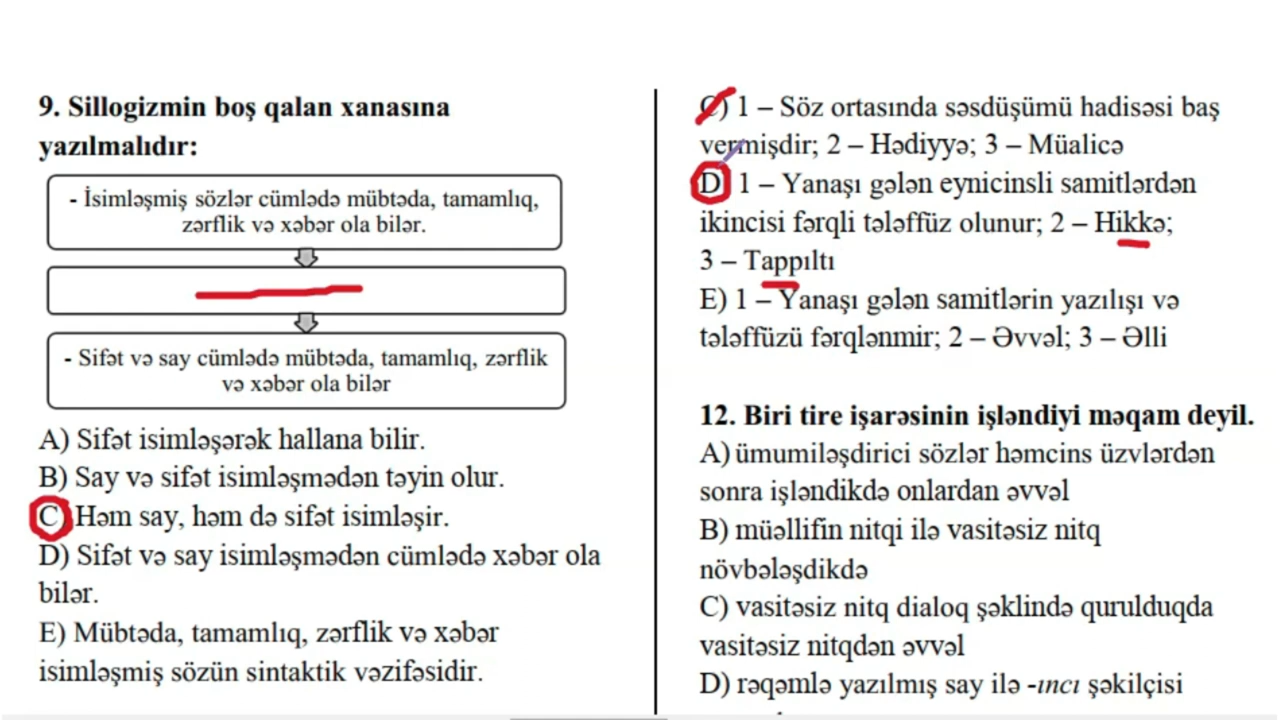 9. Sillogizmin boş qalan xanasına
yazılmalıdır:
- İsimləşmiş sözlər cümlədə mübtəda, tamamlıq,
zərflik və xəbər ola bilər.
- Sifət və say cümlədə mübtəda, tamamlıq, zərflik
və xəbər ola bilər
A) Sifət isimləşərək hallana bilir.
B) Say və sifət isimləşmədən təyin olur.
C) Həm say, həm də sifət isimləşir.
D) Sifət və say isimləşmədən cümlədə xəbər ola
bilər.
E) Mübtəda, tamamlıq, zərflik və xəbər
isimləşmiş sözün sintaktik vəzifəsidir.
C) 1 – Söz ortasında səsdüşümü hadisəsi baş
vermişdir; 2 – Hədiyyə; 3 – Müalicə
D) 1 – Yanaşı gələn eynicinsli samitlərdən
ikincisi fərqli tələffüz olunur; 2 – Hikkə;
3 – Tappıltı
E) 1 – Yanaşı gələn samitlərin yazılışı və
tələffüzü fərqlənmir; 2 – Əvvəl; 3 – Əlli
12. Biri tire işarəsinin işləndiyi məqam deyil.
A) ümumiləşdirici sözlər həmcins üzvlərdən
sonra işləndikdə onlardan əvvəl
B) müəllifin nitqi ilə vasitəsiz nitq
növbələşdikdə
C) vasitəsiz nitq dialoq şəklində qurulduqda
vasitəsiz nitqdən əvvəl
D) rəqəmlə yazılmış say ilə -ıncı şəkilçisi